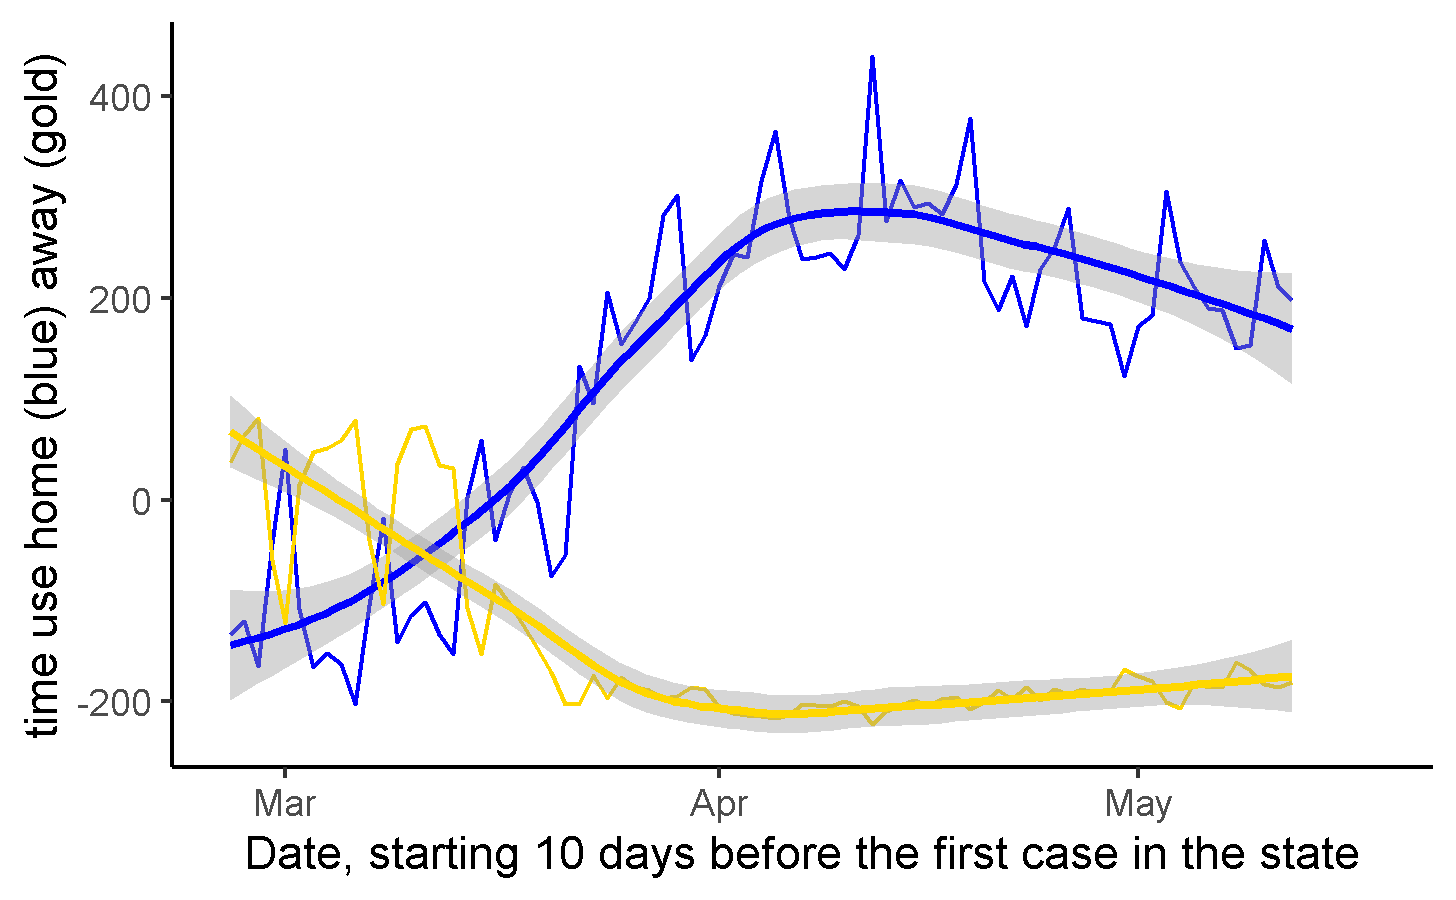 time use home (blue) away (gold)
400
200
0
-200
Mar Apr May
Date, starting 10 days before the first case in the state